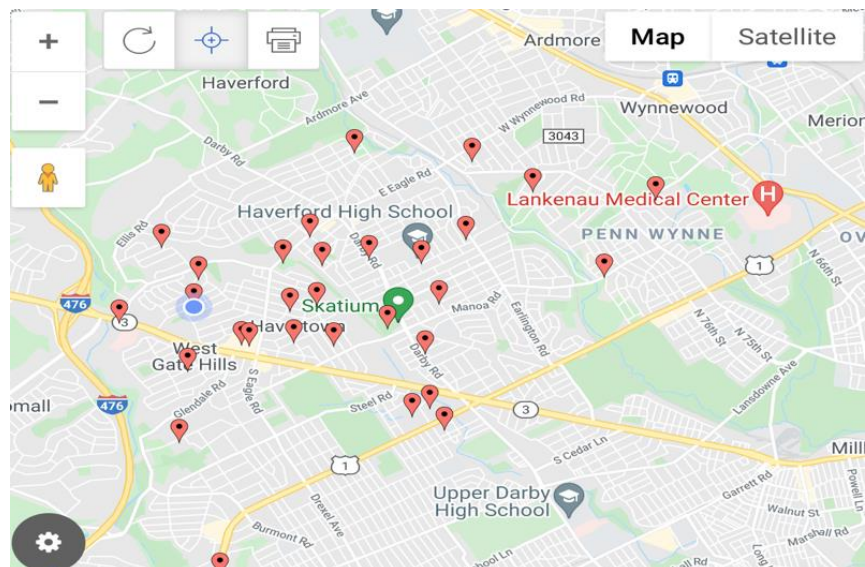 Ardmore
Map
Satellite
Haverford
Wynnewood
Ardmore Ave
W Wynnewood Rd
Merion
3043
Darby Rd
E Eagle Rd
Lankenau Medical Center
H
Haverford High School
PENN WYNNE
OV
Ellis Rd
Darby Rd
1
N 66th St
476
3
Skatium
Manoa Rd
Earlington Rd
N 76th St
N 75th St
Havertown
West
Gate Hills
Darby Rd
S Eagle Rd
Lansdowne Ave
omall
476
Glendale Rd
Steel Rd
3
S Cedar Ln
Mill
1
Upper Darby
High School
Garrett Rd
Powell Ln
Drexel Ave
Walnut St
Burmont Rd
Marshall Rd
Long